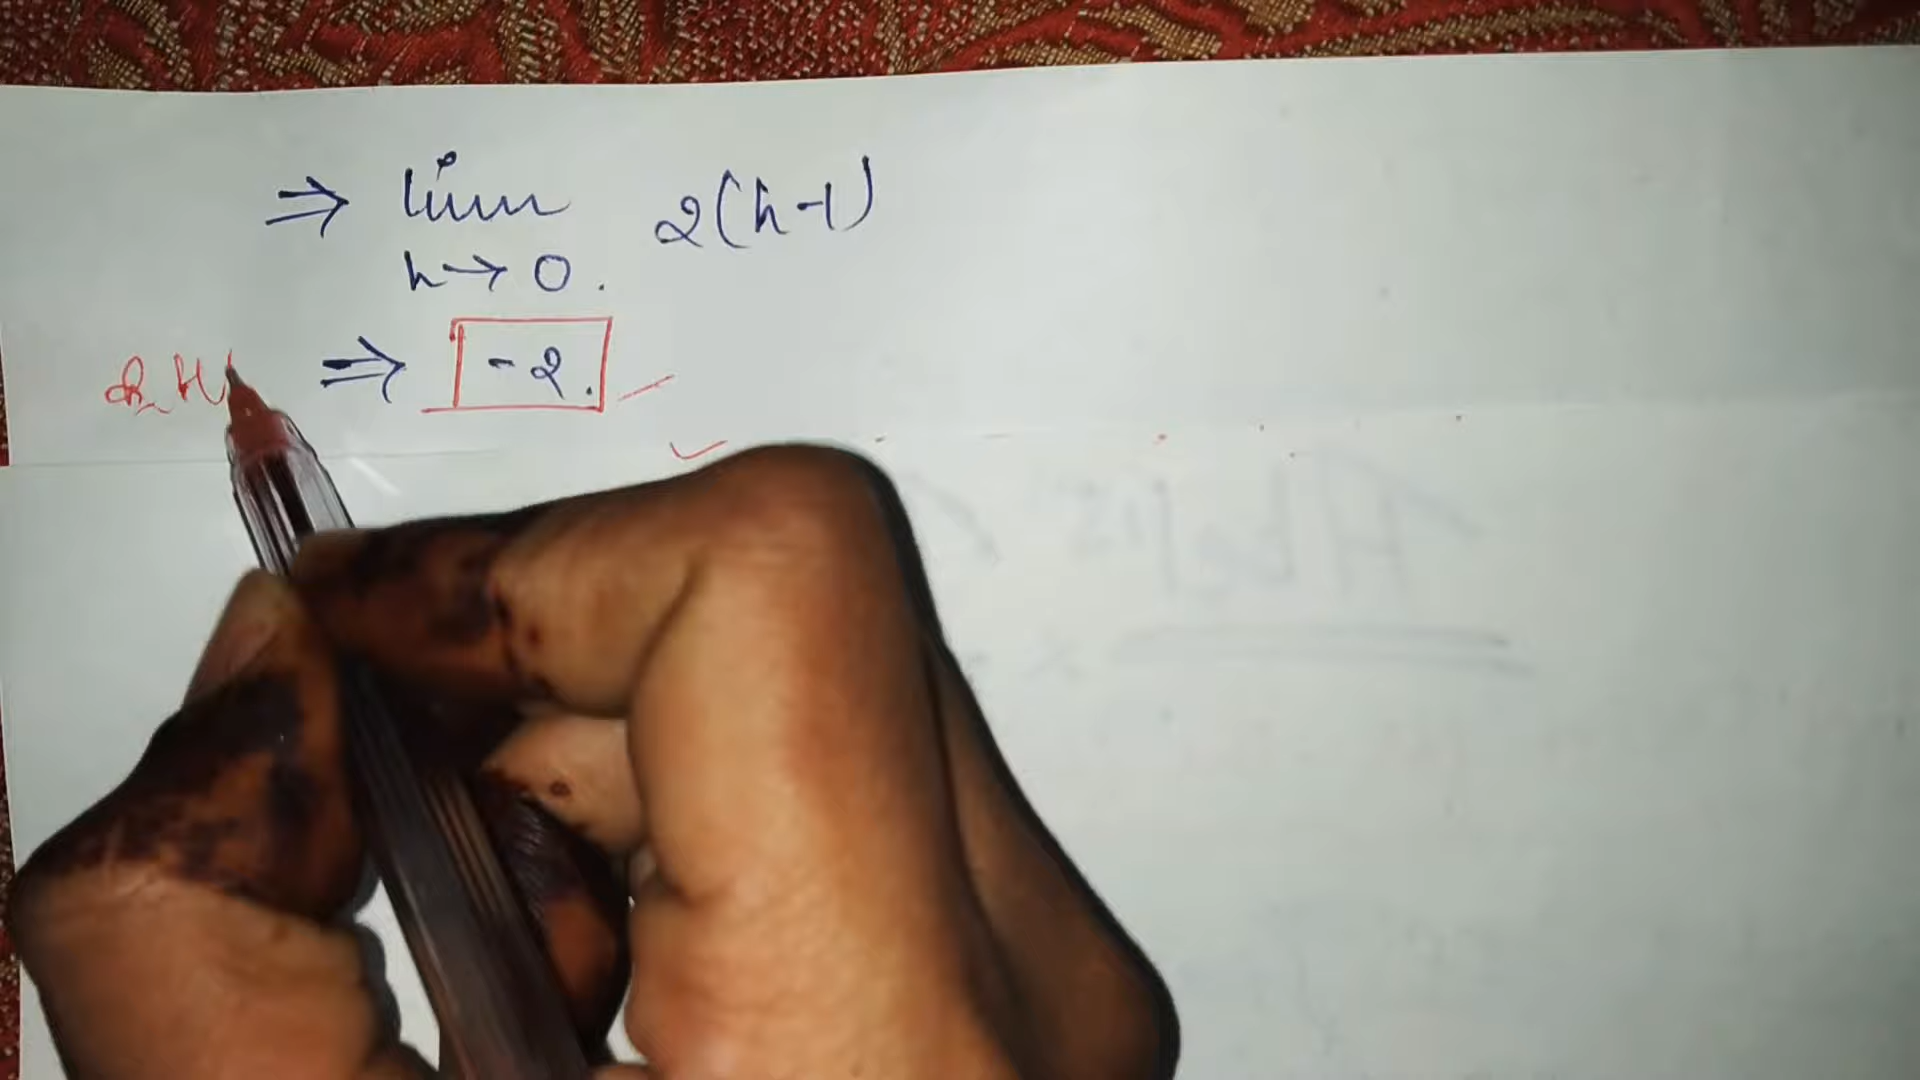 ⇒ lim 2(h-1)
h→0.
R.H ⇒ -2.